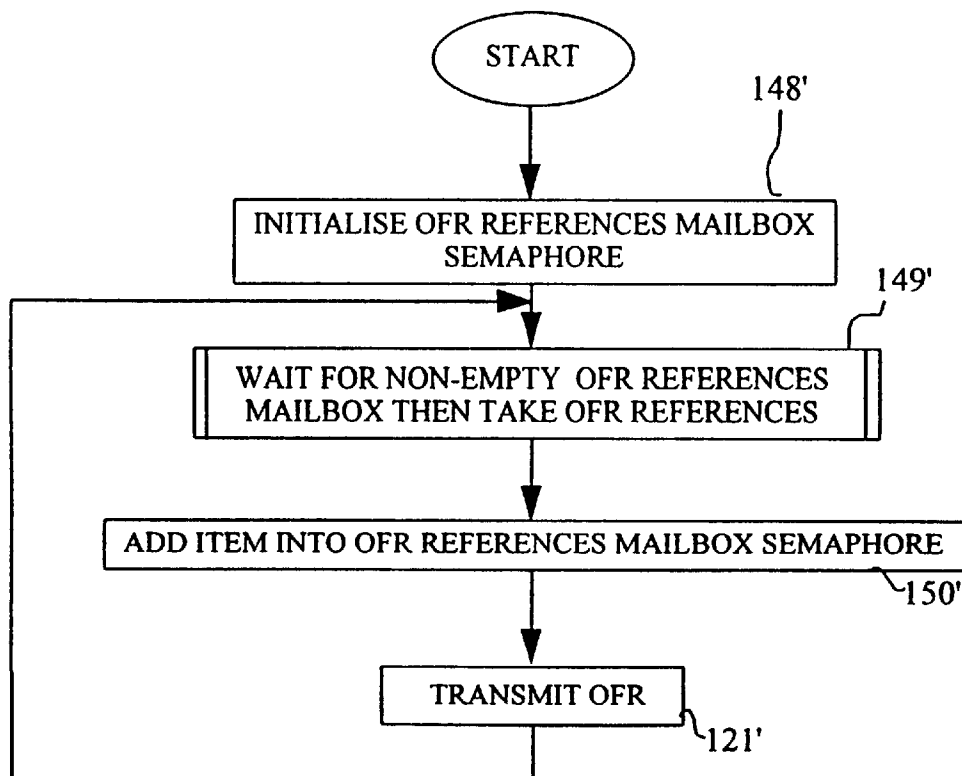 START
148'
INITIALISE OFR REFERENCES MAILBOX
SEMAPHORE
149'
WAIT FOR NON-EMPTY OFR REFERENCES
MAILBOX THEN TAKE OFR REFERENCES
ADD ITEM INTO OFR REFERENCES MAILBOX SEMAPHORE
150'
TRANSMIT OFR
121'